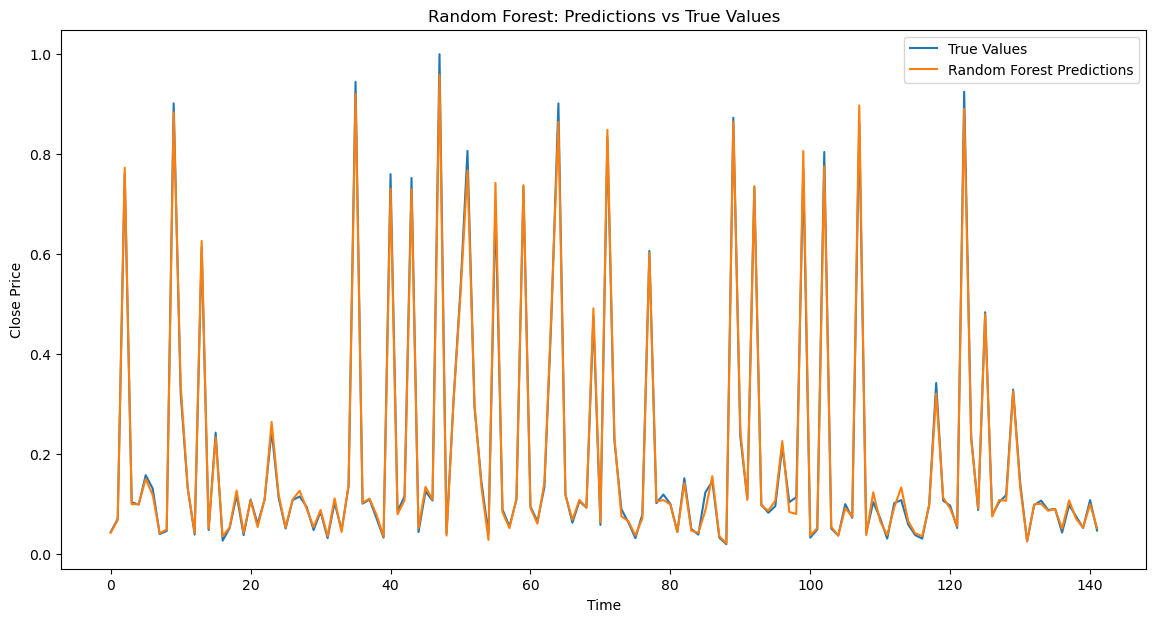 Random Forest: Predictions vs True Values
True Values
Random Forest Predictions
Close Price
1.0
0.8
0.6
0.4
0.2
0.0
0 20 40 60 80 100 120 140
Time